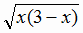 √x(3 − x)